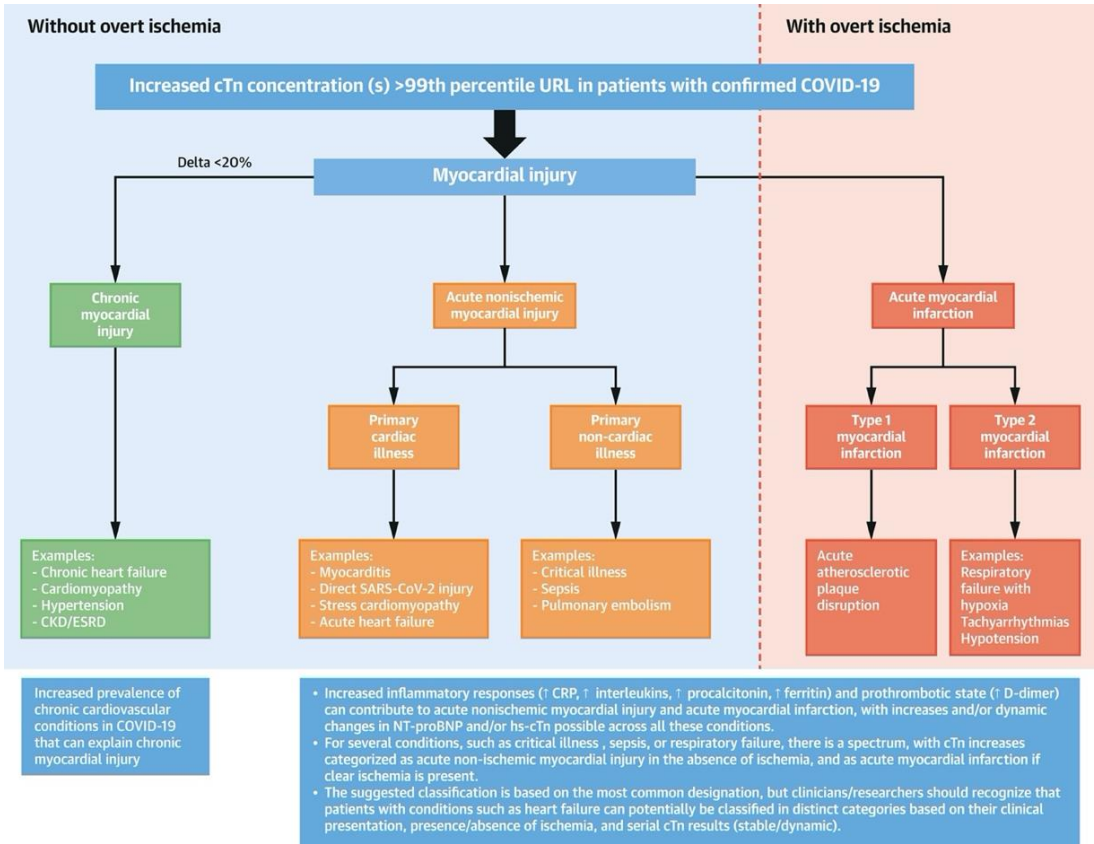 Without overt ischemia
With overt ischemia
Increased cTn concentration (s) >99th percentile URL in patients with confirmed COVID-19
Delta <20%
Myocardial injury
Chronic
myocardial
injury
Acute nonischemic
myocardial injury
Acute myocardial
infarction
Primary
cardiac
illness
Primary
non-cardiac
illness
Type 1
myocardial
infarction
Type 2
myocardial
infarction
Examples:
- Chronic heart failure
- Cardiomyopathy
- Hypertension
- CKD/ESRD
Examples:
- Myocarditis
- Direct SARS-CoV-2 injury
- Stress cardiomyopathy
- Acute heart failure
Examples:
- Critical illness
- Sepsis
- Pulmonary embolism
Acute
atherosclerotic
plaque
disruption
Examples:
Respiratory
failure with
hypoxia
Tachyarrhythmias
Hypotension
Increased prevalence of
chronic cardiovascular
conditions in COVID-19
that can explain chronic
myocardial injury
• Increased inflammatory responses (↑ CRP, ↑ interleukins, ↑ procalcitonin, ↑ ferritin) and prothrombotic state (↑ D-dimer)
can contribute to acute nonischemic myocardial injury and acute myocardial infarction, with increases and/or dynamic
changes in NT-proBNP and/or hs-cTn possible across all these conditions.
• For several conditions, such as critical illness , sepsis, or respiratory failure, there is a spectrum, with cTn increases
categorized as acute non-ischemic myocardial injury in the absence of ischemia, and as acute myocardial infarction if
clear ischemia is present.
• The suggested classification is based on the most common designation, but clinicians/researchers should recognize that
patients with conditions such as heart failure can potentially be classified in distinct categories based on their clinical
presentation, presence/absence of ischemia, and serial cTn results (stable/dynamic).